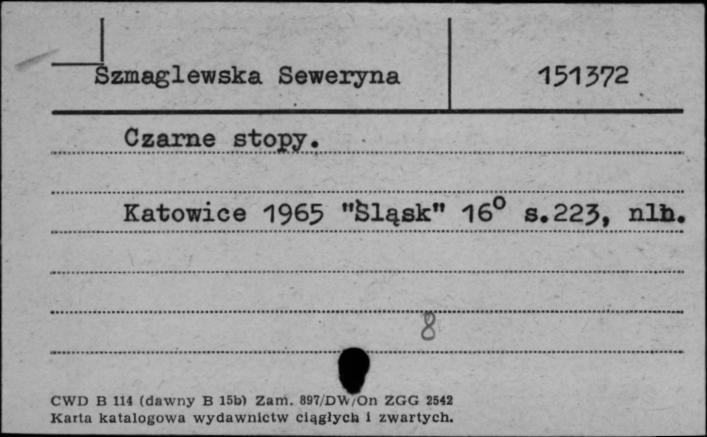 Szmaglewska Seweryna 151372
Czarne stopy.
Katowice 1965 "Śląsk" 16° s.223, nlb.
8
CWD B 114 (dawny B 15b) Zam. 897/DW/On ZGG 2542
Karta katalogowa wydawnictw ciągłych i zwartych.